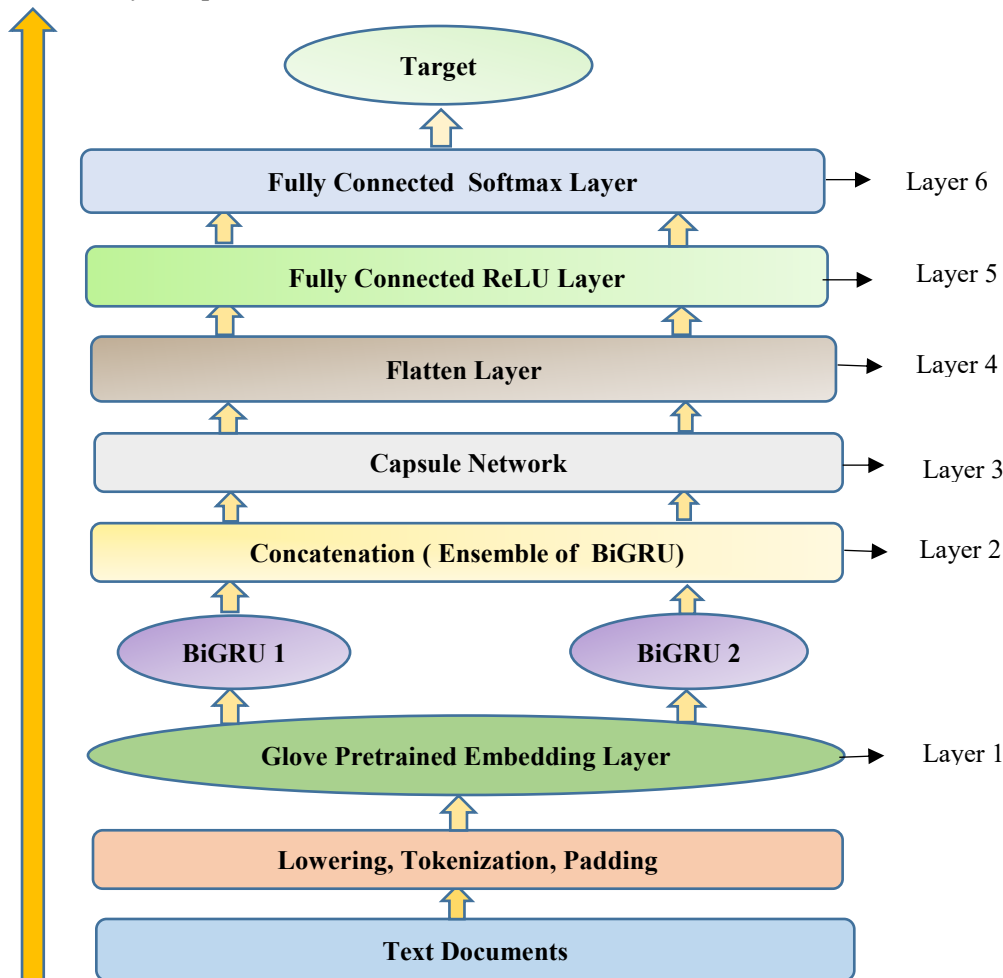 Target
Fully Connected Softmax Layer
Layer 6
Fully Connected ReLU Layer
Layer 5
Flatten Layer
Layer 4
Capsule Network
Layer 3
Concatenation ( Ensemble of BiGRU)
Layer 2
BiGRU 1
BiGRU 2
Glove Pretrained Embedding Layer
Layer 1
Lowering, Tokenization, Padding
Text Documents